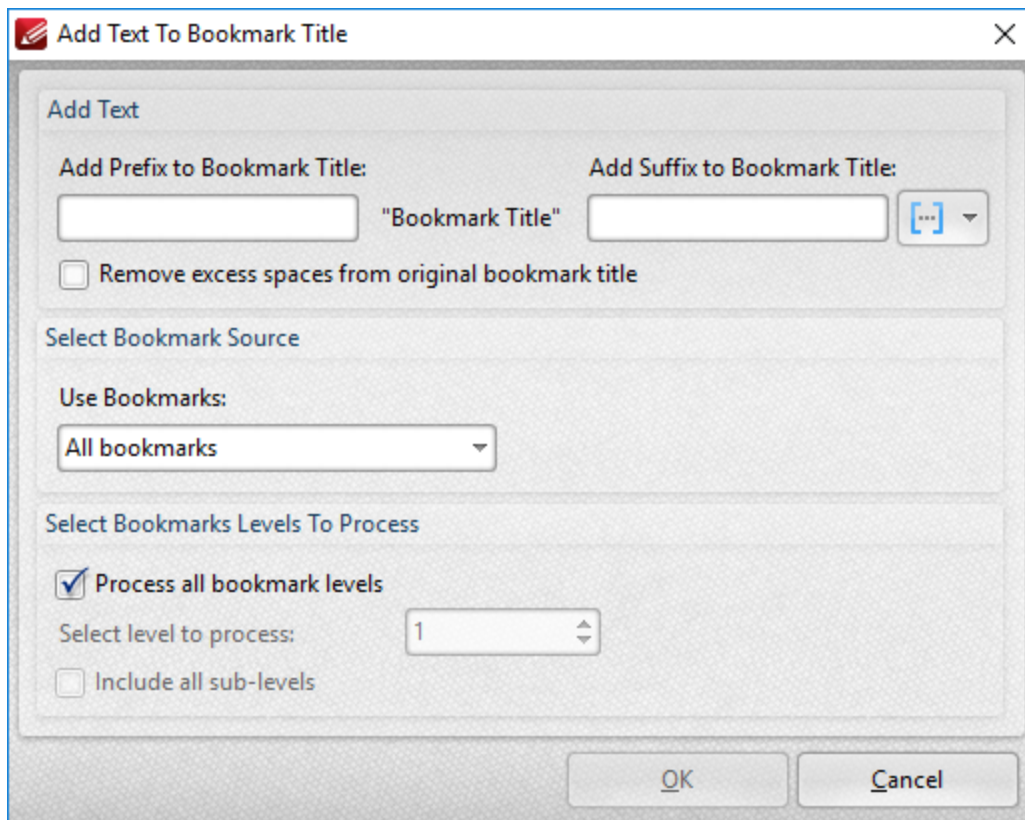 Add Text To Bookmark Title
Add Text
Add Prefix to Bookmark Title: Add Suffix to Bookmark Title:
"Bookmark Title"
Remove excess spaces from original bookmark title
Select Bookmark Source
Use Bookmarks:
All bookmarks
Select Bookmarks Levels To Process
Process all bookmark levels
Select level to process: 1
Include all sub-levels
OK Cancel